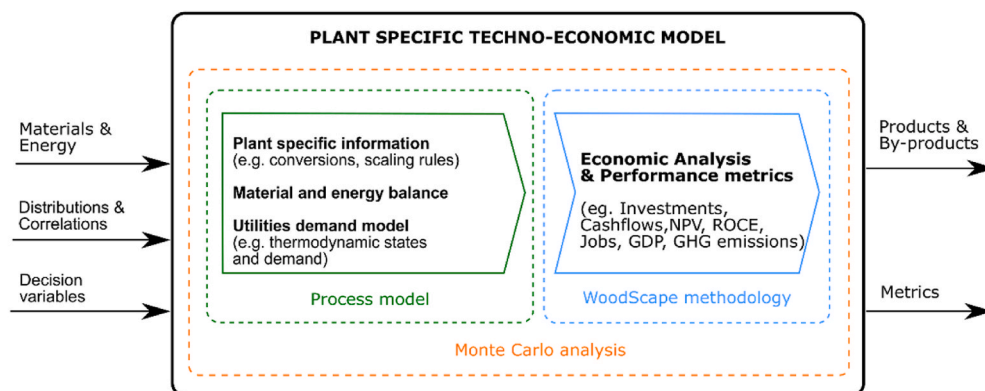 PLANT SPECIFIC TECHNO-ECONOMIC MODEL
Materials &
Energy
Distributions &
Correlations
Decision
variables
Plant specific information
(e.g. conversions, scaling rules)
Material and energy balance
Utilities demand model
(e.g. thermodynamic states
and demand)
Process model
Economic Analysis
& Performance metrics
(eg. Investments,
Cashflows,NPV, ROCE,
Jobs, GDP, GHG emissions)
WoodScape methodology
Monte Carlo analysis
Products &
By-products
Metrics